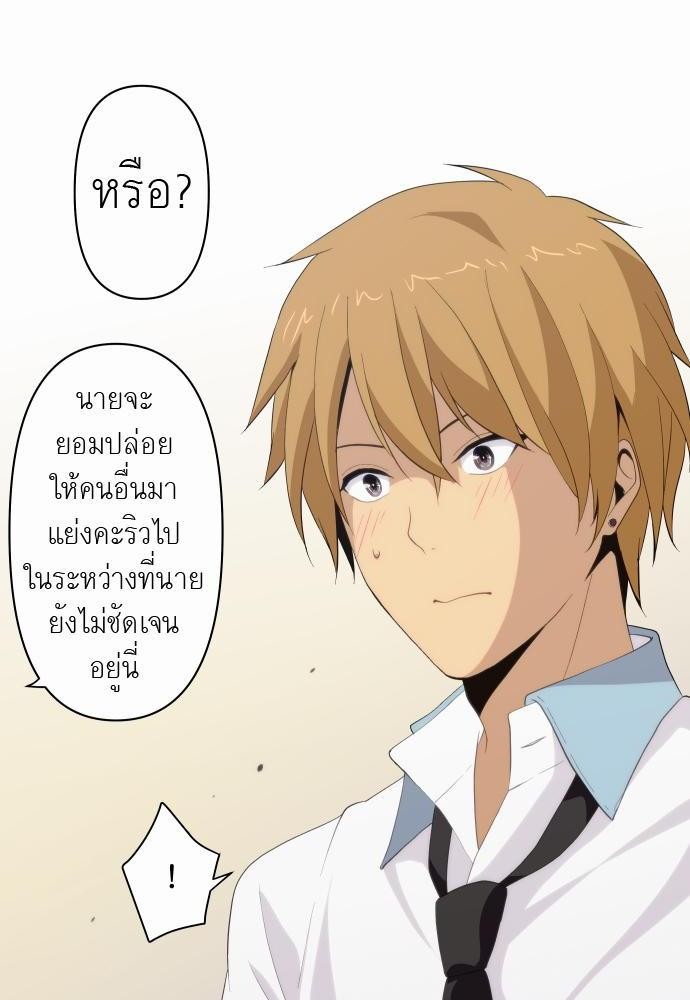 หรือ?
นายจะ
ยอมปล่อย
ให้คนอื่นมา
แย่งคะริวไป
ในระหว่างที่นาย
ยังไม่ชัดเจน
อยู่นี่
!